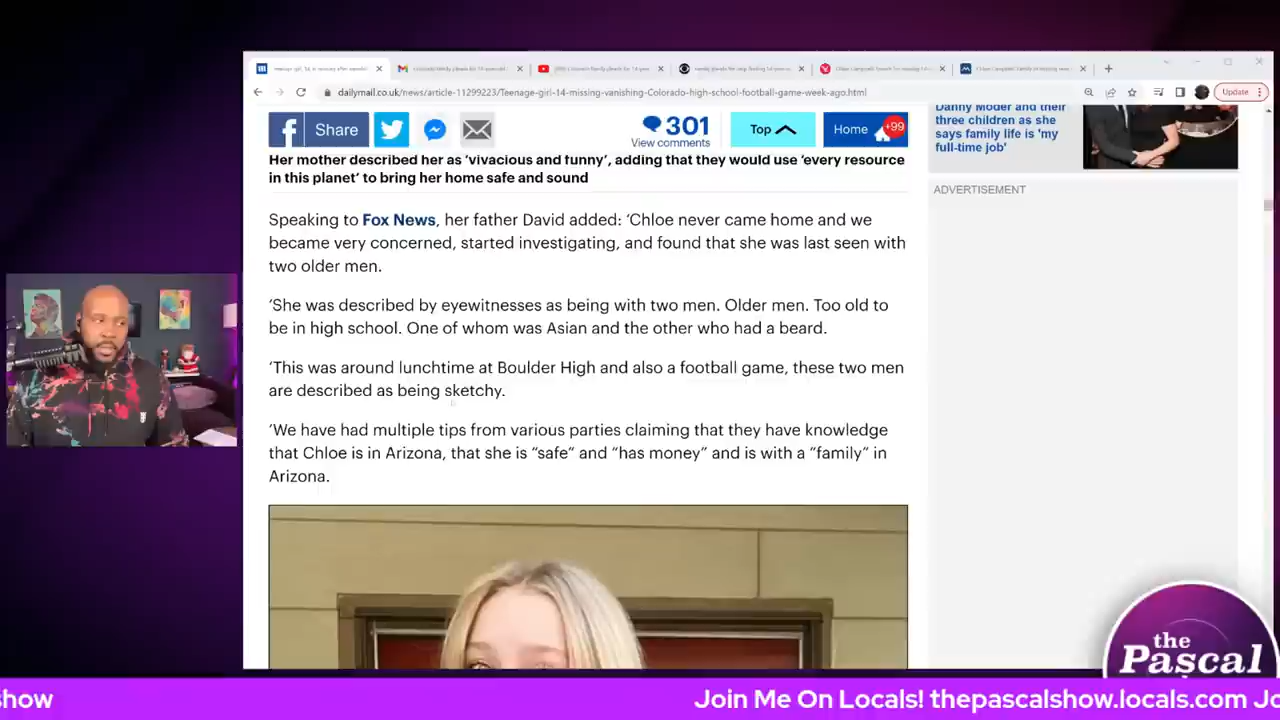 dailymail.co.uk/news/article-11299223/Teenage-girl-14-missing-vanishing-Colorado-high-school-football-game-week-ago.html
Update
Share
301
View comments
Top
Home
+99
Danny Moder and their
three children as she
says family life is 'my
full-time job'
ADVERTISEMENT
Her mother described her as 'vivacious and funny', adding that they would use 'every resource
in this planet' to bring her home safe and sound
Speaking to Fox News, her father David added: 'Chloe never came home and we
became very concerned, started investigating, and found that she was last seen with
two older men.
'She was described by eyewitnesses as being with two men. Older men. Too old to
be in high school. One of whom was Asian and the other who had a beard.
'This was around lunchtime at Boulder High and also a football game, these two men
are described as being sketchy.
'We have had multiple tips from various parties claiming that they have knowledge
that Chloe is in Arizona, that she is "safe" and "has money" and is with a "family" in
Arizona.
the
Pascal
show
Join Me On Locals! thepascalshow.locals.com Jo